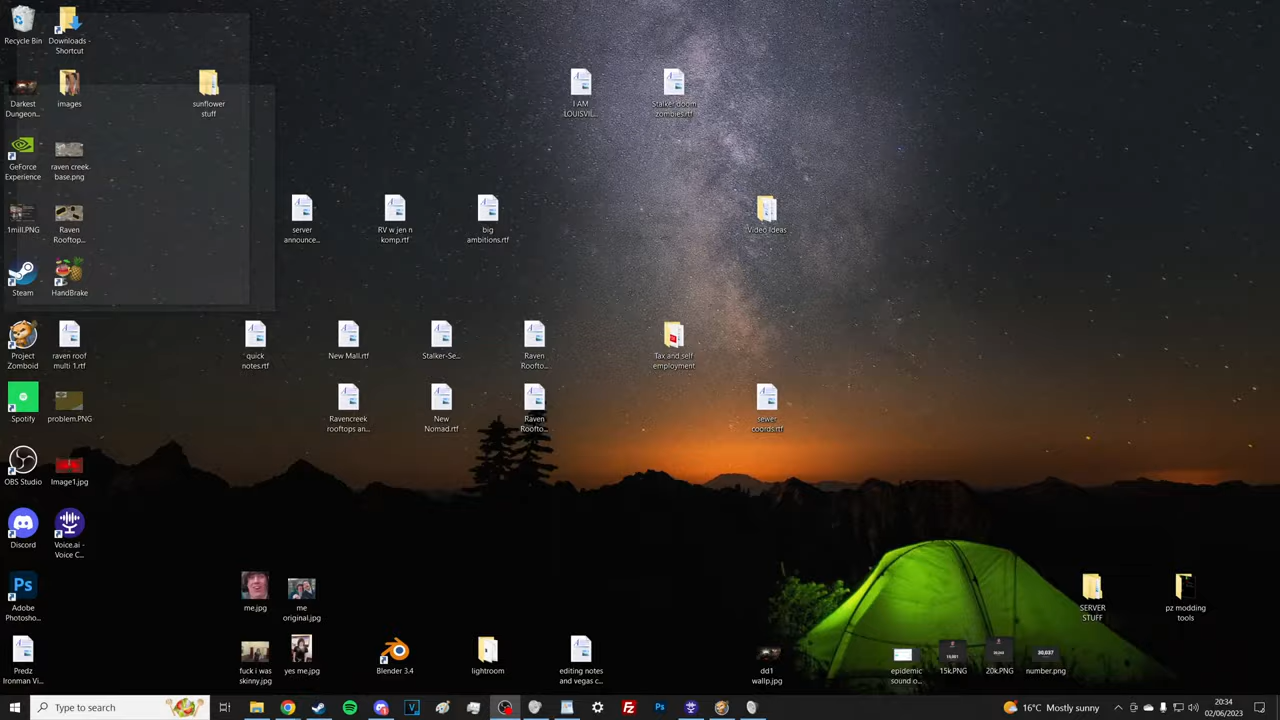 Recycle Bin
Downloads -
Shortcut
Darkest
Dungeon...
images
sunflower
stuff
I AM
LOUISVIL...
Stalker doom
zombies.rtf
GeForce
Experience
raven creek
base.png
1mill.PNG
Raven
Rooftop...
server
announce...
RV w jen n
komp.rtf
big
ambitions.rtf
Video Ideas
Steam
HandBrake
Project
Zomboid
raven roof
multi 1.rtf
quick
notes.rtf
New Mall.rtf
Stalker-Se...
Raven
Roofto...
Tax and self
employment
Spotify
problem.PNG
Ravencreek
rooftops an...
New
Nomad.rtf
Raven
Roofto...
sewer
coords.rtf
OBS Studio
Image1.jpg
Discord
Voice.ai -
Voice C...
Ps
Adobe
Photosho...
me.jpg
me
original.jpg
SERVER
STUFF
pz modding
tools
Predz
Ironman Vi...
fuck i was
skinny.jpg
yes me.jpg
Blender 3.4
lightroom
editing notes
and vegas c...
dd1
wallp.jpg
epidemic
sound o...
15k.PNG
20k.PNG
30,037
number.png
Type to search
V
Ps
16°C Mostly sunny
20:34
02/06/2023